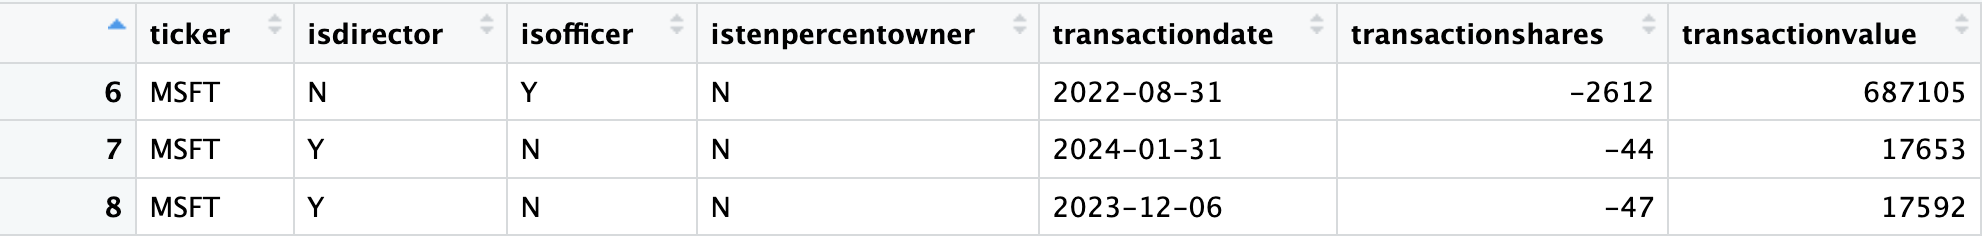 ticker isdirector isofficer istenpercentowner transactiondate transactionshares transactionvalue
6 MSFT N Y N 2022-08-31 -2612 687105
7 MSFT Y N N 2024-01-31 -44 17653
8 MSFT Y N N 2023-12-06 -47 17592